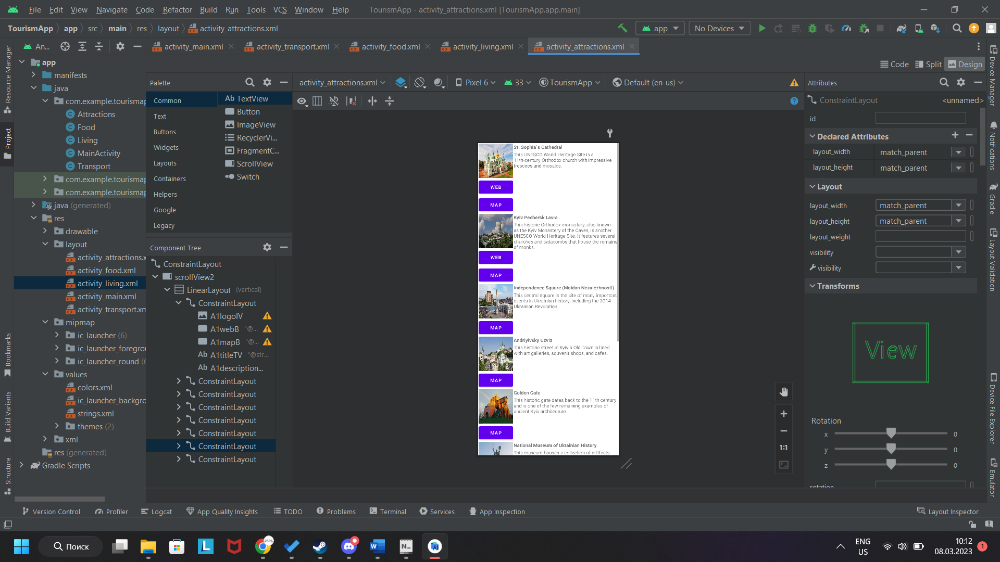 File Edit View Navigate Code Refactor Build Run Tools VCS Window Help TourismApp - activity_attractions.xml [TourismApp.app.main]
TourismApp app src main res layout activity_attractions.xml
app No Devices
An...
activity_main.xml activity_transport.xml activity_food.xml activity_living.xml activity_attractions.xml
Code Split Design
Resource Manager
Project
Bookmarks
Build Variants
Structure
app
manifests
java
com.example.tourismap
Attractions
Food
Living
MainActivity
Transport
com.example.tourismap
com.example.tourismap
java (generated)
res
drawable
layout
activity_attractions.x
activity_food.xml
activity_living.xml
activity_main.xml
activity_transport.xm
mipmap
ic_launcher (6)
ic_launcher_foregrou
ic_launcher_round (6
values
colors.xml
ic_launcher_backgro
strings.xml
themes (2)
xml
res (generated)
Gradle Scripts
Palette
Common
Text
Buttons
Widgets
Layouts
Containers
Helpers
Google
Legacy
Ab TextView
Button
ImageView
RecyclerVi...
FragmentC...
ScrollView
Switch
Component Tree
ConstraintLayout
scrollView2
LinearLayout (vertical)
ConstraintLayout
A1logoIV
A1webB "@...
A1mapB "@...
Ab A1titleTV "@str...
Ab A1description...
ConstraintLayout
ConstraintLayout
ConstraintLayout
ConstraintLayout
ConstraintLayout
ConstraintLayout
ConstraintLayout
activity_attractions.xml Pixel 6 33 TourismApp Default (en-us)
St. Sophia`s Cathedral
This UNESCO World Heritage Site is a
11th-century Orthodox church with impressive
frescoes and mosaics.
WEB
MAP
Kyiv Pechersk Lavra
This historic Orthodox monastery, also known
as the Kyiv Monastery of the Caves, is another
UNESCO World Heritage Site. It features several
churches and catacombs that house the remains
of monks.
WEB
MAP
Independence Square (Maidan Nezalezhnosti)
This central square is the site of many important
events in Ukrainian history, including the 2014
Ukrainian Revolution.
MAP
Andriyivsky Uzviz
This historic street in Kyiv`s Old Town is lined
with art galleries, souvenir shops, and cafes.
MAP
Golden Gate
This historic gate dates back to the 11th century
and is one of the few remaining examples of
ancient Kyiv architecture.
MAP
National Museum of Ukrainian History
This museum houses a collection of artifacts
1:1
Attributes
ConstraintLayout <unnamed>
id
Declared Attributes
layout_width match_parent
layout_height match_parent
Layout
layout_width match_parent
layout_height match_parent
layout_weight
visibility
visibility
Transforms
View
Rotation
x 0
y 0
z 0
rotation
Device Manager
Notifications
Gradle
Layout Validation
Device File Explorer
Emulator
Version Control Profiler Logcat App Quality Insights TODO Problems Terminal Services App Inspection Layout Inspector
Поиск
ENG
US
10:12
08.03.2023
1